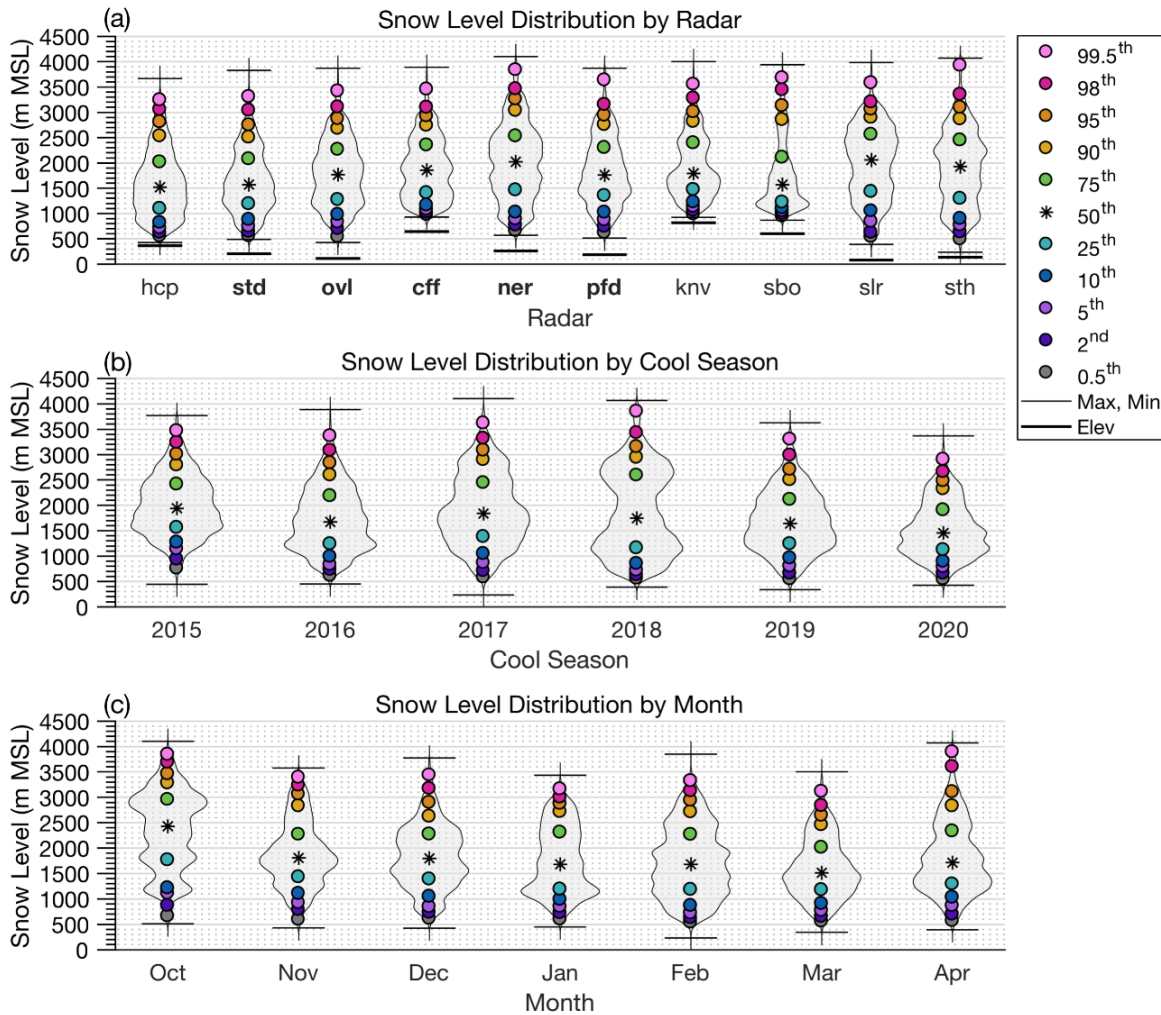 (a) Snow Level Distribution by Radar
4500
4000
3500
3000
2500
2000
1500
1000
500
0
Snow Level (m MSL)
hcp std ovl cff ner pfd knv sbo slr sth
Radar
99.5th
98th
95th
90th
75th
50th
25th
10th
5th
2nd
0.5th
Max, Min
Elev
(b) Snow Level Distribution by Cool Season
4500
4000
3500
3000
2500
2000
1500
1000
500
0
Snow Level (m MSL)
2015 2016 2017 2018 2019 2020
Cool Season
(c) Snow Level Distribution by Month
4500
4000
3500
3000
2500
2000
1500
1000
500
0
Snow Level (m MSL)
Oct Nov Dec Jan Feb Mar Apr
Month